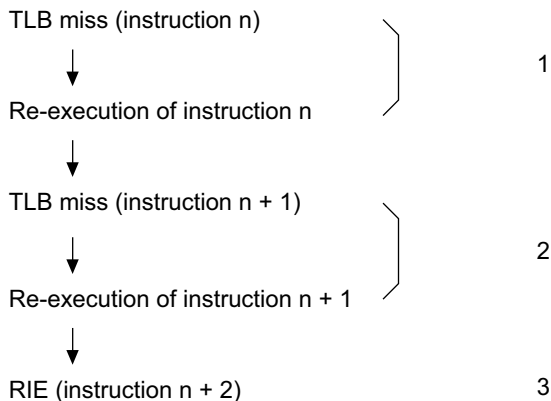 TLB miss (instruction n)
1
Re-execution of instruction n
TLB miss (instruction n + 1)
2
Re-execution of instruction n + 1
RIE (instruction n + 2)
3